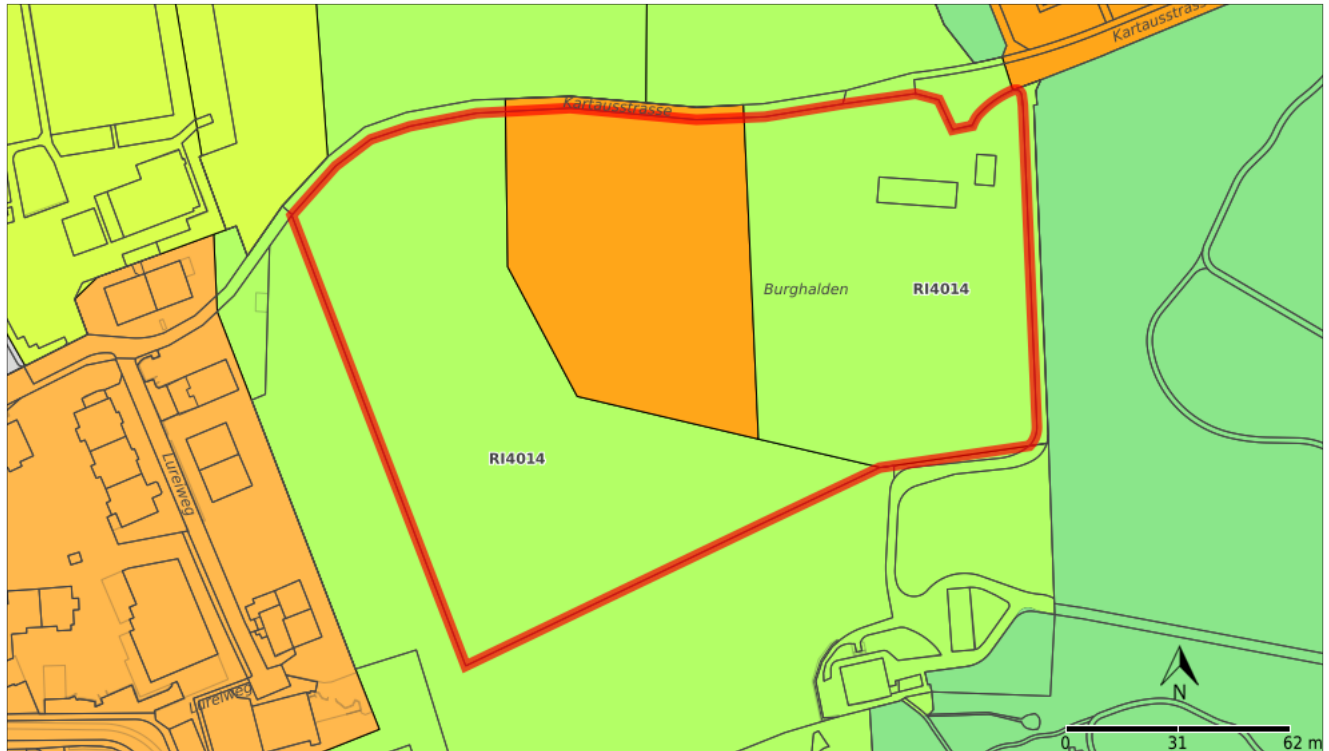 Kartausstrasse
Kartausstrasse
Burghalden
RI4014
RI4014
Lureiweg
Lureiweg
N
0 31 62 m